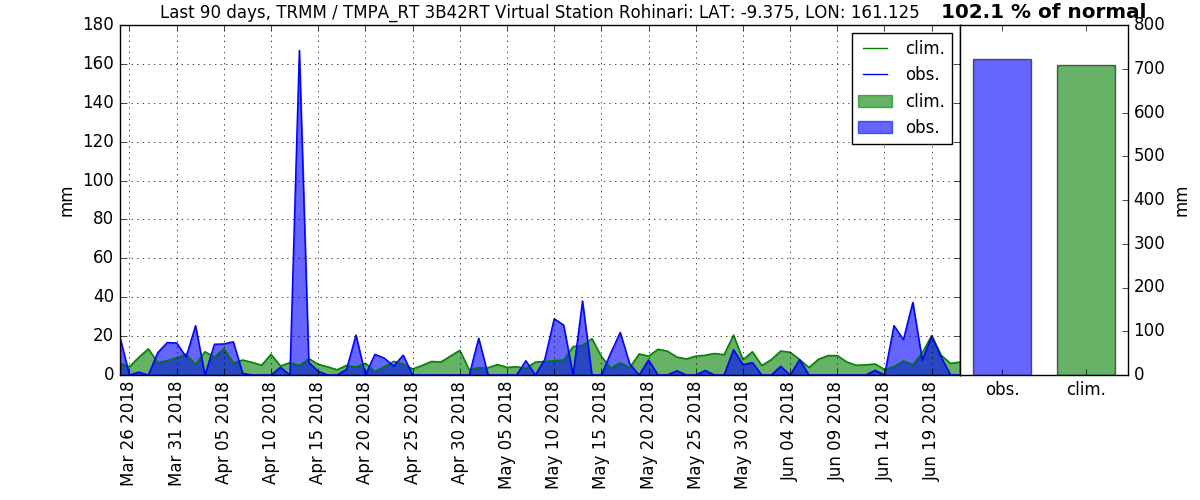 Last 90 days, TRMM / TMPA_RT 3B42RT Virtual Station Rohinari: LAT: -9.375, LON: 161.125
102.1 % of normal
180
160
140
120
100
80
60
40
20
0
mm
clim.
obs.
clim.
obs.
Mar 26 2018
Mar 31 2018
Apr 05 2018
Apr 10 2018
Apr 15 2018
Apr 20 2018
Apr 25 2018
Apr 30 2018
May 05 2018
May 10 2018
May 15 2018
May 20 2018
May 25 2018
May 30 2018
Jun 04 2018
Jun 09 2018
Jun 14 2018
Jun 19 2018
800
700
600
500
400
300
200
100
0
mm
obs.
clim.